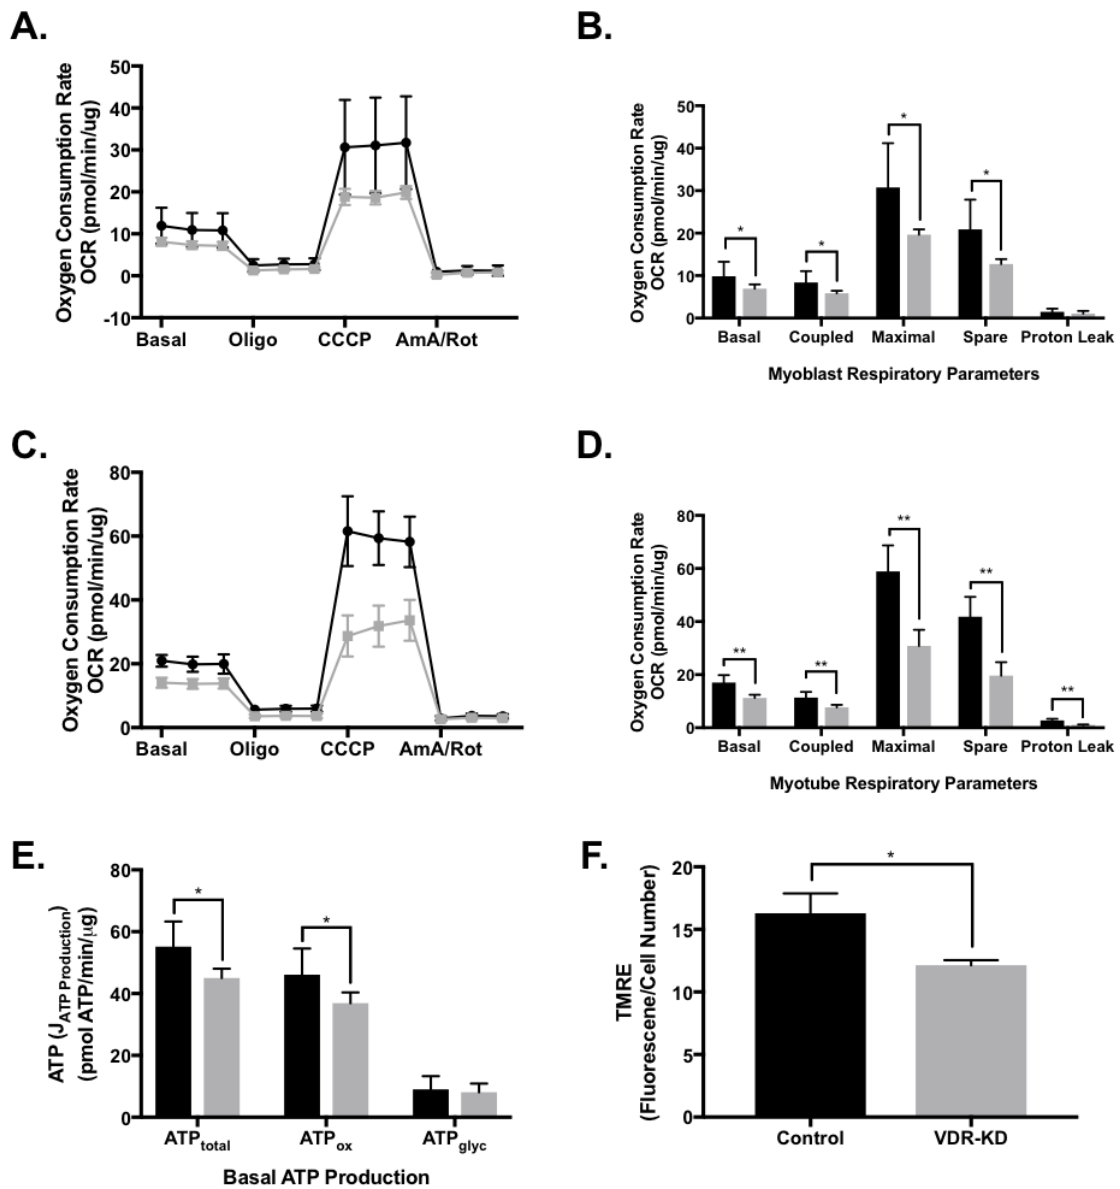 A.
Oxygen Consumption Rate
OCR (pmol/min/ug)
50
40
30
20
10
0
-10
Basal Oligo CCCP AmA/Rot
B.
Oxygen Consumption Rate
OCR (pmol/min/ug)
50
40
30
20
10
0
* * * *
Basal Coupled Maximal Spare Proton Leak
Myoblast Respiratory Parameters
C.
Oxygen Consumption Rate
OCR (pmol/min/ug)
80
60
40
20
0
Basal Oligo CCCP AmA/Rot
D.
Oxygen Consumption Rate
OCR (pmol/min/ug)
80
60
40
20
0
** ** ** ** **
Basal Coupled Maximal Spare Proton Leak
Myotube Respiratory Parameters
E.
ATP (J ATP Production)
(pmol ATP/min/µg)
80
60
40
20
0
* *
ATPtotal ATPox ATPglyc
Basal ATP Production
F.
TMRE
(Fluorescene/Cell Number)
20
15
10
5
0
*
Control VDR-KD